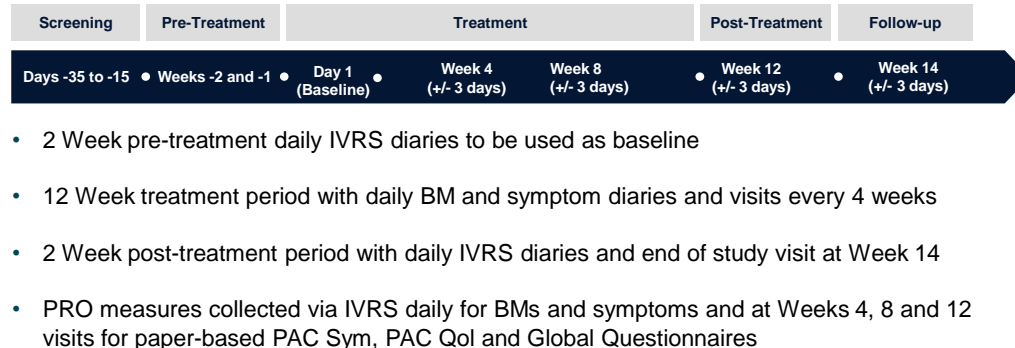 Screening Pre-Treatment Treatment Post-Treatment Follow-up
Days -35 to -15 Weeks -2 and -1 Day 1 (Baseline) Week 4 (+/- 3 days) Week 8 (+/- 3 days) Week 12 (+/- 3 days) Week 14 (+/- 3 days)
• 2 Week pre-treatment daily IVRS diaries to be used as baseline
• 12 Week treatment period with daily BM and symptom diaries and visits every 4 weeks
• 2 Week post-treatment period with daily IVRS diaries and end of study visit at Week 14
• PRO measures collected via IVRS daily for BMs and symptoms and at Weeks 4, 8 and 12
visits for paper-based PAC Sym, PAC Qol and Global Questionnaires